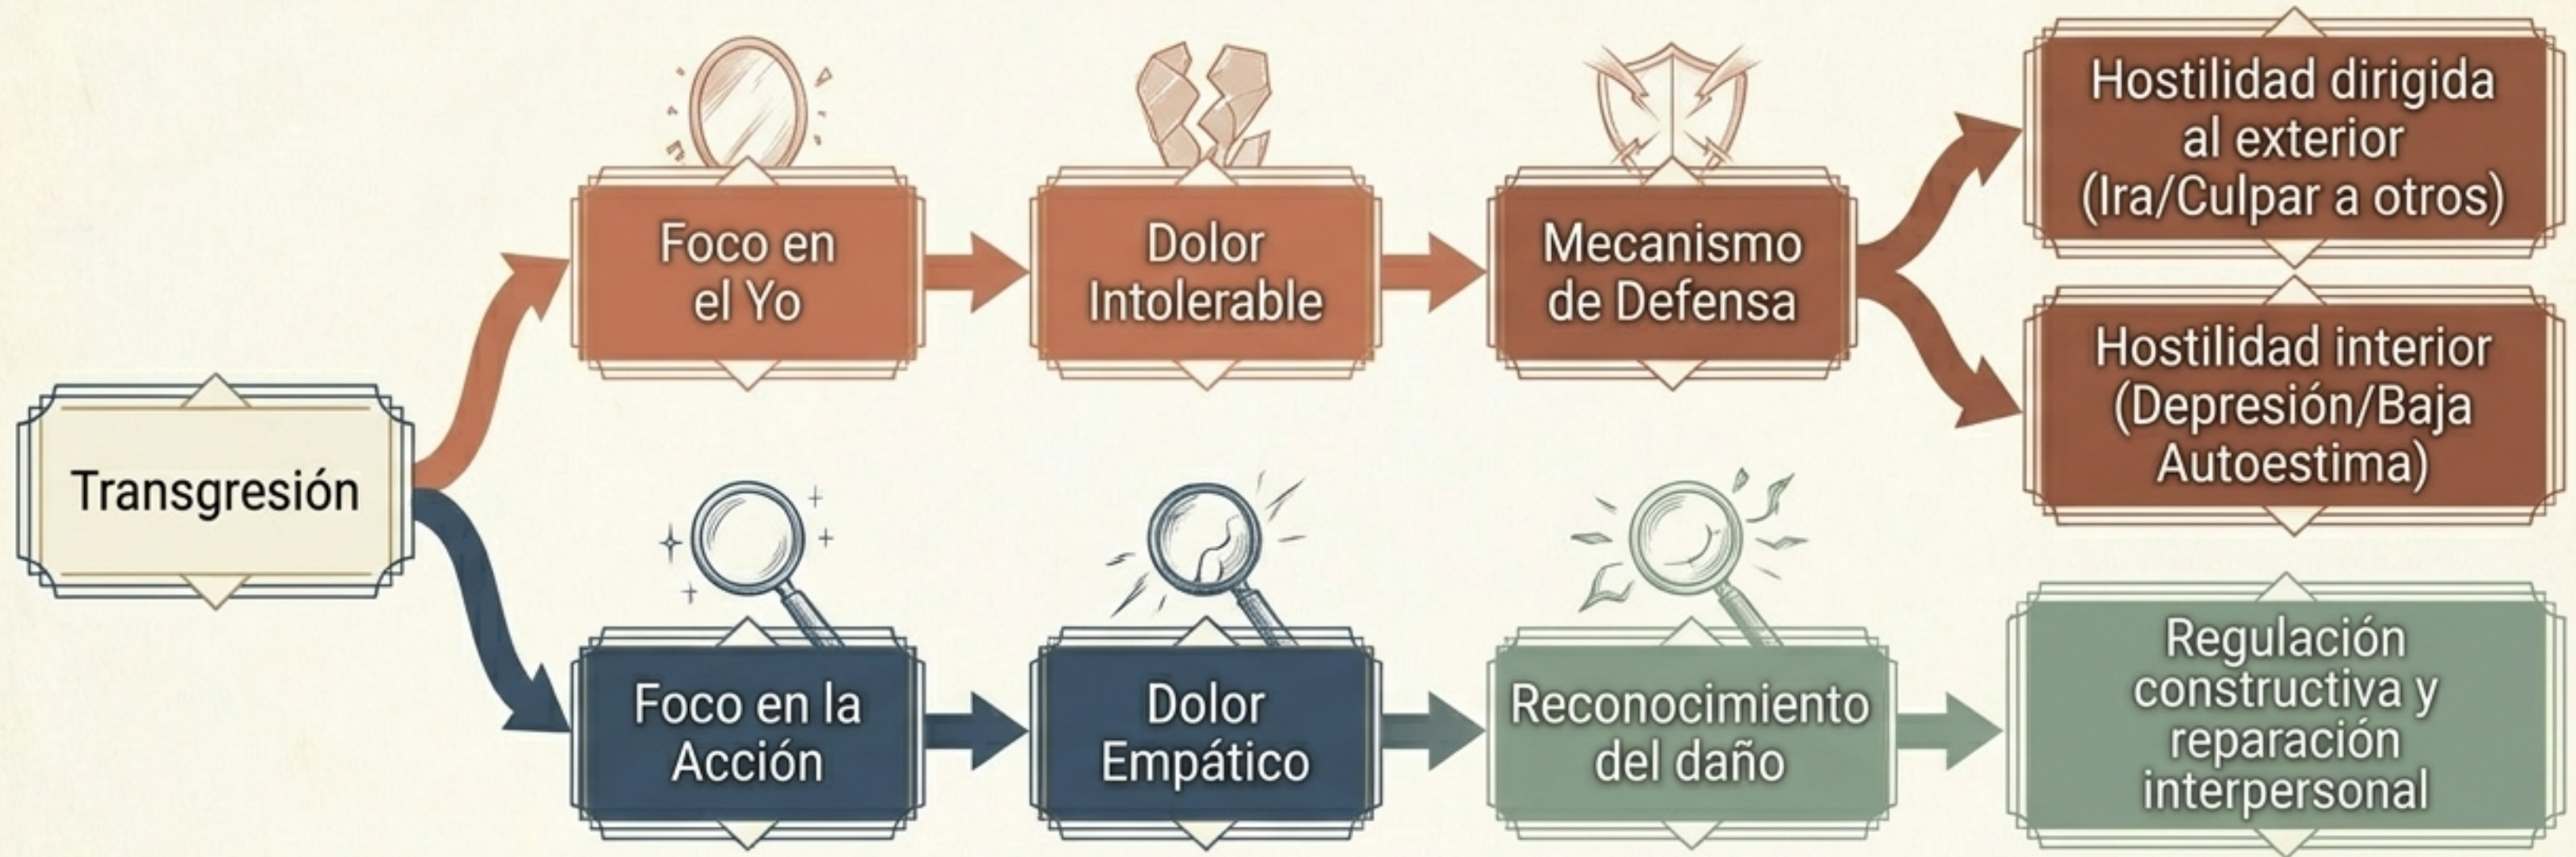 Transgresión
Foco en
el Yo
Dolor
Intolerable
Mecanismo
de Defensa
Hostilidad dirigida
al exterior
(Ira/Culpar a otros)
Hostilidad interior
(Depresión/Baja
Autoestima)
Foco en la
Acción
Dolor
Empático
Reconocimiento
del daño
Regulación
constructiva y
reparación
interpersonal